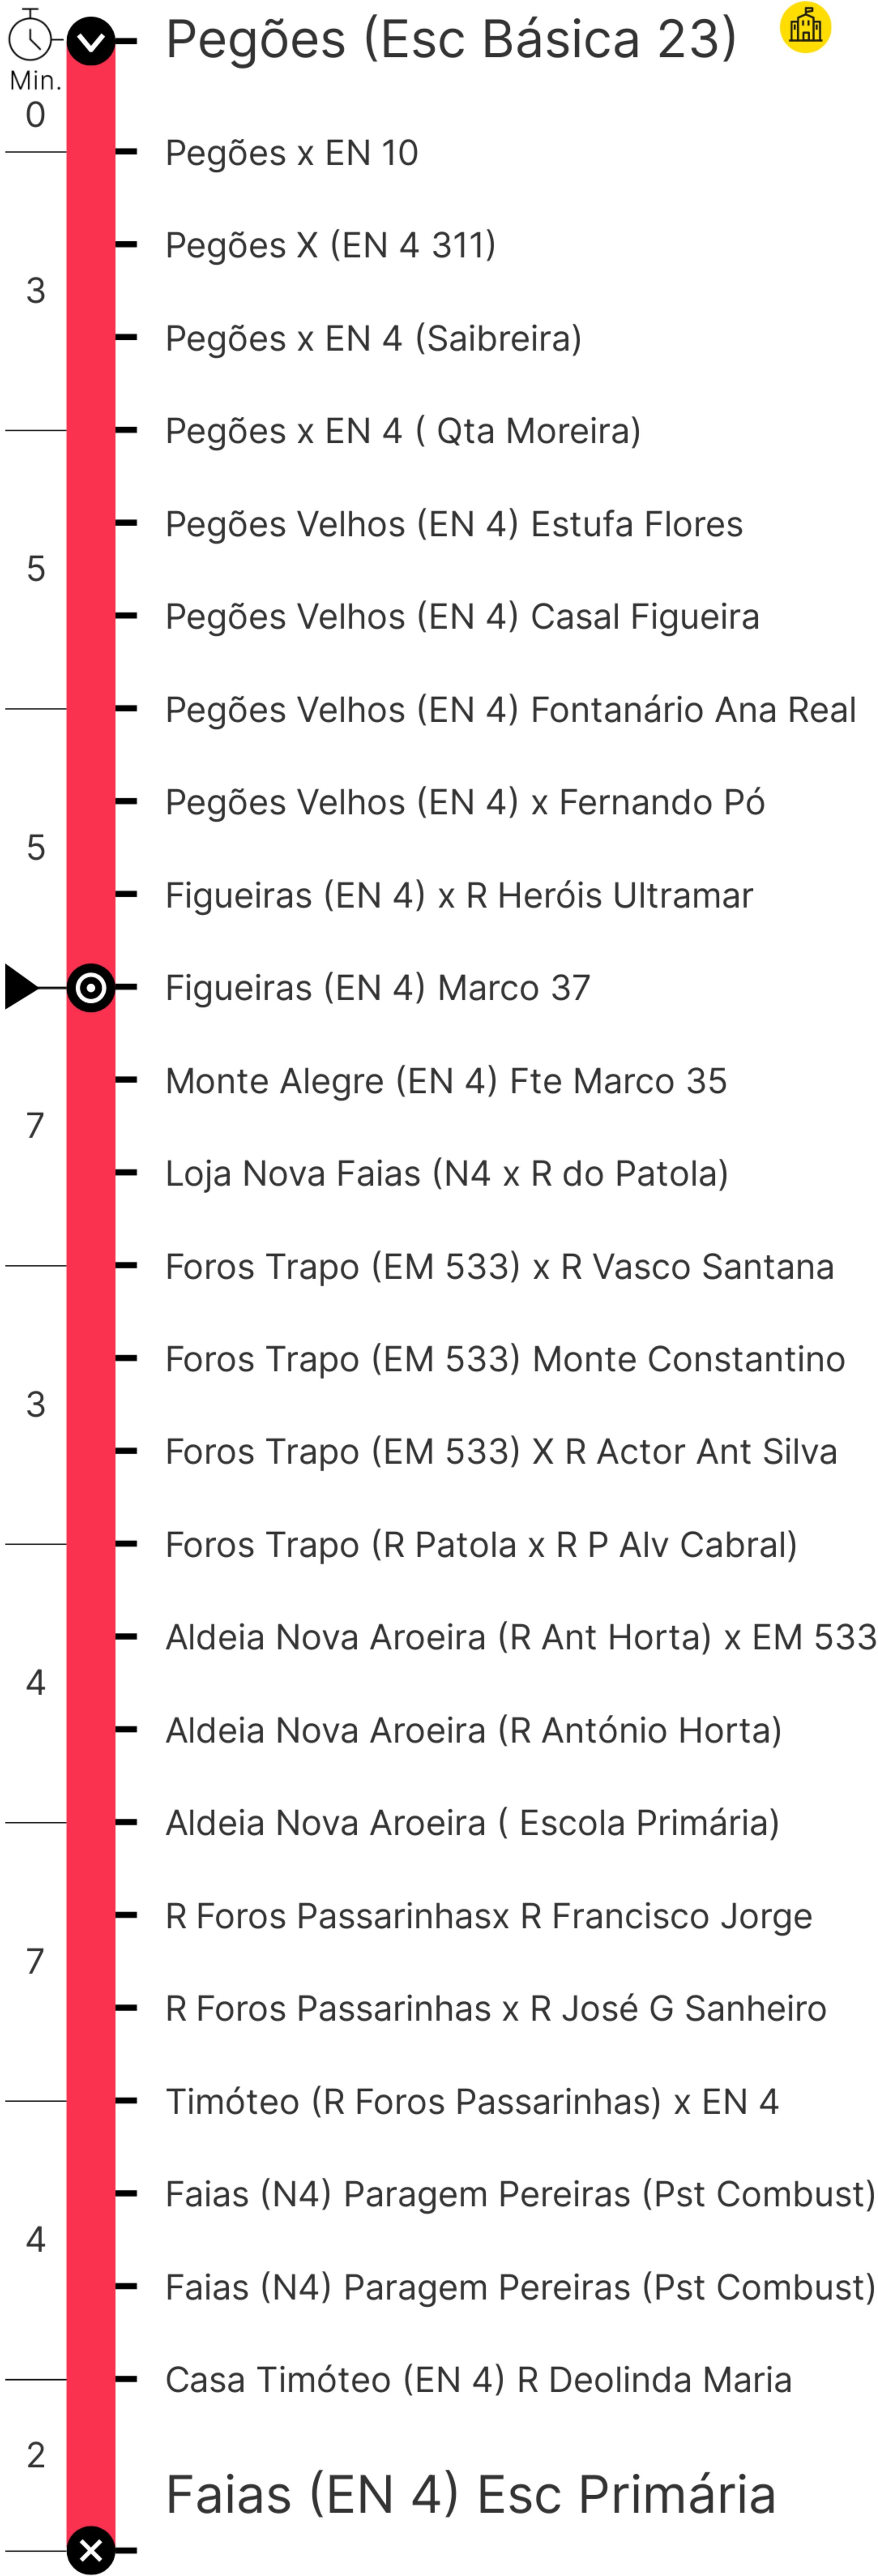 Pegões (Esc Básica 23)
Min.
0
Pegões x EN 10
Pegões X (EN 4 311)
3
Pegões x EN 4 (Saibreira)
Pegões x EN 4 ( Qta Moreira)
Pegões Velhos (EN 4) Estufa Flores
5
Pegões Velhos (EN 4) Casal Figueira
Pegões Velhos (EN 4) Fontanário Ana Real
Pegões Velhos (EN 4) x Fernando Pó
5
Figueiras (EN 4) x R Heróis Ultramar
Figueiras (EN 4) Marco 37
Monte Alegre (EN 4) Fte Marco 35
7
Loja Nova Faias (N4 x R do Patola)
Foros Trapo (EM 533) x R Vasco Santana
Foros Trapo (EM 533) Monte Constantino
3
Foros Trapo (EM 533) X R Actor Ant Silva
Foros Trapo (R Patola x R P Alv Cabral)
Aldeia Nova Aroeira (R Ant Horta) x EM 533
4
Aldeia Nova Aroeira (R António Horta)
Aldeia Nova Aroeira ( Escola Primária)
R Foros Passarinhasx R Francisco Jorge
7
R Foros Passarinhas x R José G Sanheiro
Timóteo (R Foros Passarinhas) x EN 4
Faias (N4) Paragem Pereiras (Pst Combust)
4
Faias (N4) Paragem Pereiras (Pst Combust)
Casa Timóteo (EN 4) R Deolinda Maria
2
Faias (EN 4) Esc Primária